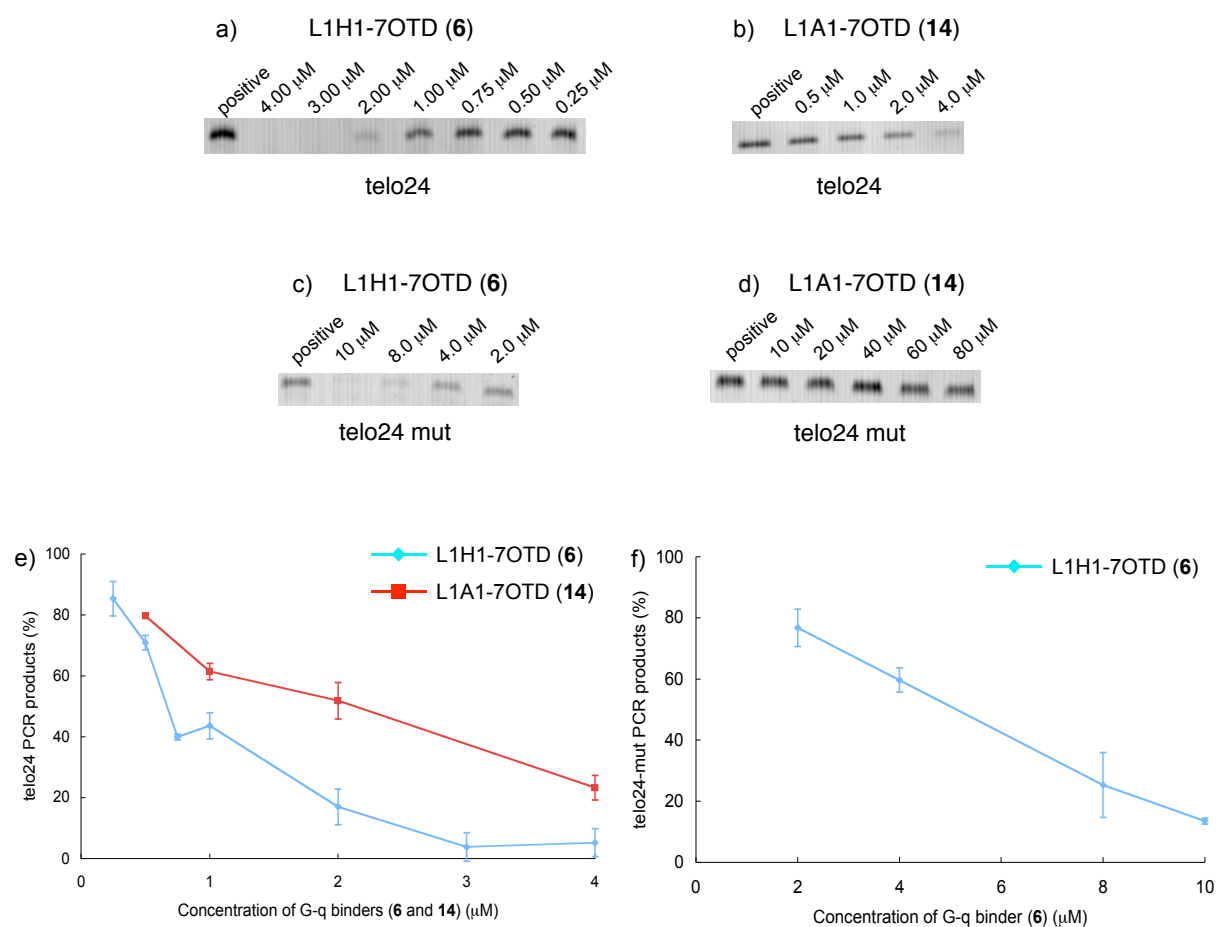 a) L1H1-7OTD (6)
positive 4.00 μM 3.00 μM 2.00 μM 1.00 μM 0.75 μM 0.50 μM 0.25 μM
telo24
b) L1A1-7OTD (14)
positive 0.5 μM 1.0 μM 2.0 μM 4.0 μM
telo24
c) L1H1-7OTD (6)
positive 10 μM 8.0 μM 4.0 μM 2.0 μM
telo24 mut
d) L1A1-7OTD (14)
positive 10 μM 20 μM 40 μM 60 μM 80 μM
telo24 mut
e)
L1H1-7OTD (6)
L1A1-7OTD (14)
telo24 PCR products (%)
100
80
60
40
20
0
0 1 2 3 4
Concentration of G-q binders (6 and 14) (μM)
f)
L1H1-7OTD (6)
telo24-mut PCR products (%)
100
80
60
40
20
0
0 2 4 6 8 10
Concentration of G-q binder (6) (μM)